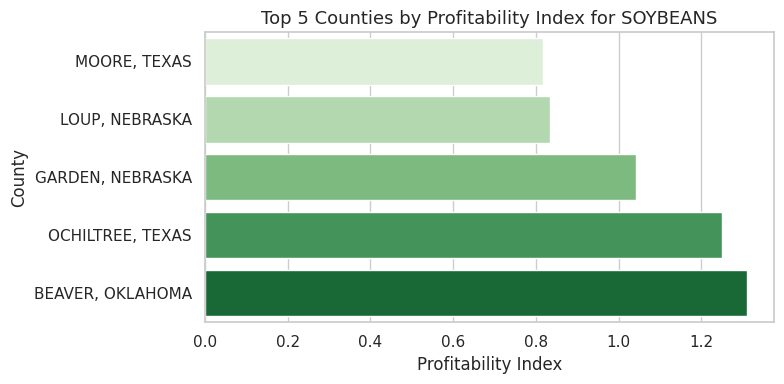 Top 5 Counties by Profitability Index for SOYBEANS
County
MOORE, TEXAS
LOUP, NEBRASKA
GARDEN, NEBRASKA
OCHILTREE, TEXAS
BEAVER, OKLAHOMA
0.0 0.2 0.4 0.6 0.8 1.0 1.2
Profitability Index